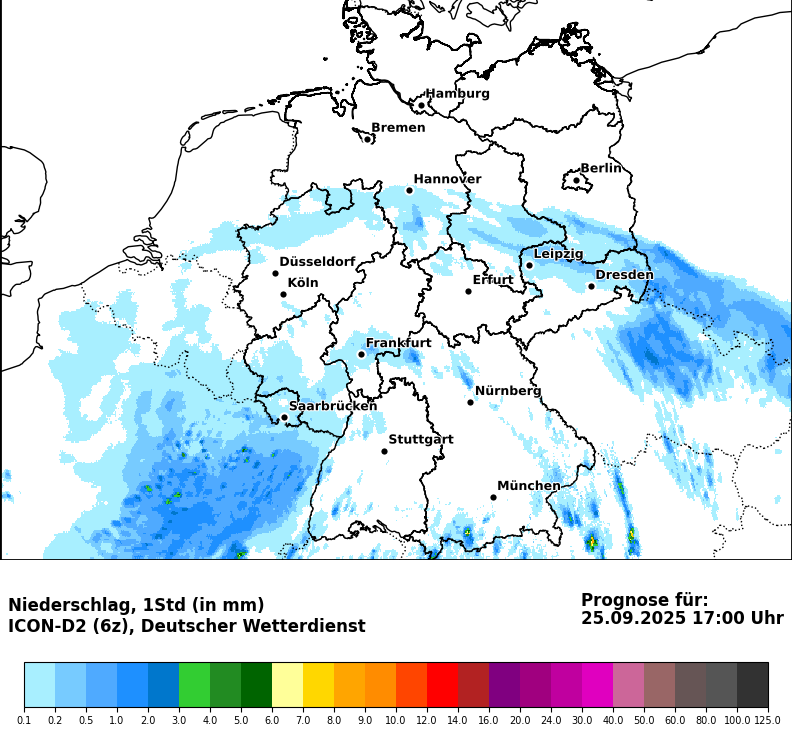 Hamburg
Bremen
Berlin
Hannover
Düsseldorf
Leipzig
Dresden
Köln
Erfurt
Frankfurt
Nürnberg
Saarbrücken
Stuttgart
München
Niederschlag, 1Std (in mm)
ICON-D2 (6z), Deutscher Wetterdienst
Prognose für:
25.09.2025 17:00 Uhr
0.1 0.2 0.5 1.0 2.0 3.0 4.0 5.0 6.0 7.0 8.0 9.0 10.0 12.0 14.0 16.0 20.0 24.0 30.0 40.0 50.0 60.0 80.0 100.0 125.0